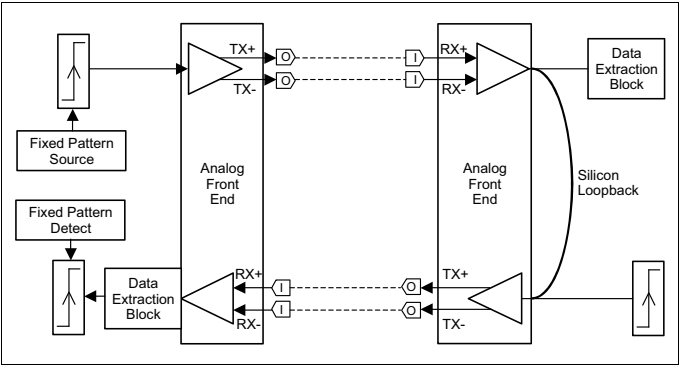 TX+
O
I
RX+
TX-
O
I
RX-
Data
Extraction
Block
Fixed Pattern
Source
Analog
Front
End
Analog
Front
End
Silicon
Loopback
Fixed Pattern
Detect
Data
Extraction
Block
RX+
I
O
TX+
RX-
I
O
TX-